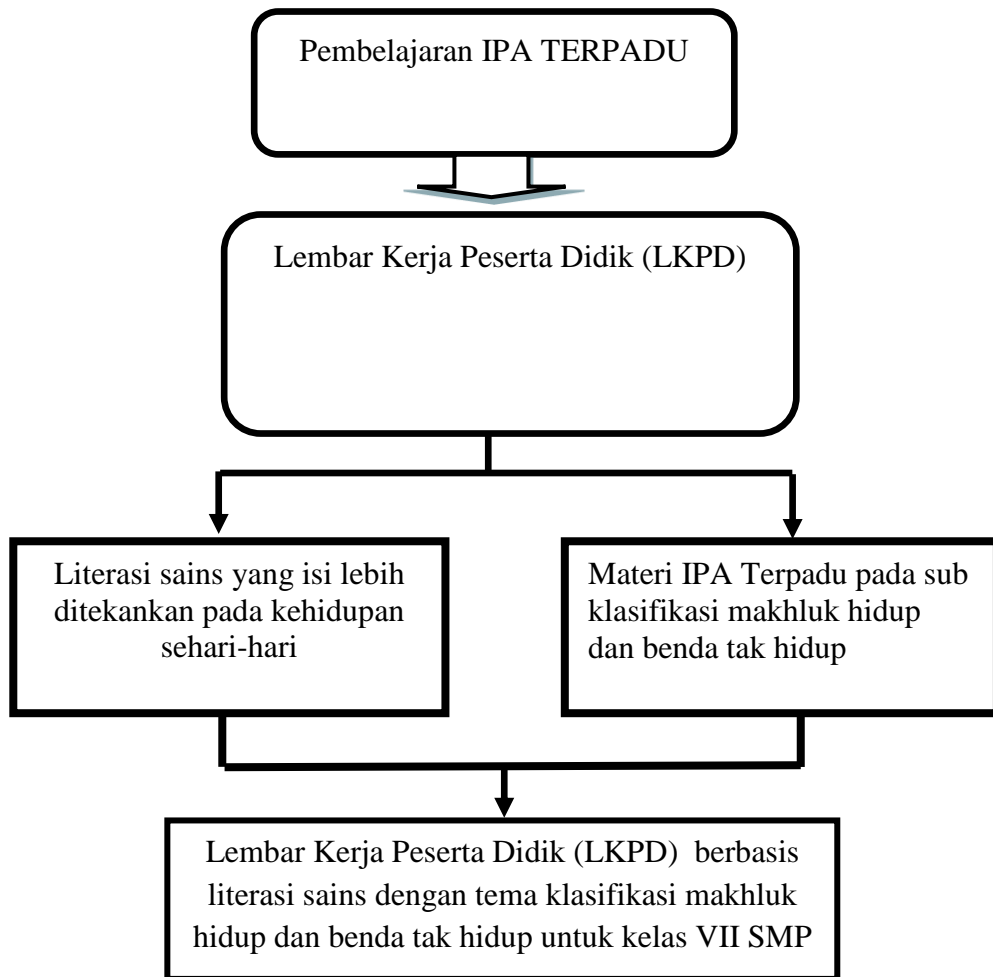 Pembelajaran IPA TERPADU
Lembar Kerja Peserta Didik (LKPD)
Literasi sains yang isi lebih
ditekankan pada kehidupan
sehari-hari
Materi IPA Terpadu pada sub
klasifikasi makhluk hidup
dan benda tak hidup
Lembar Kerja Peserta Didik (LKPD) berbasis
literasi sains dengan tema klasifikasi makhluk
hidup dan benda tak hidup untuk kelas VII SMP